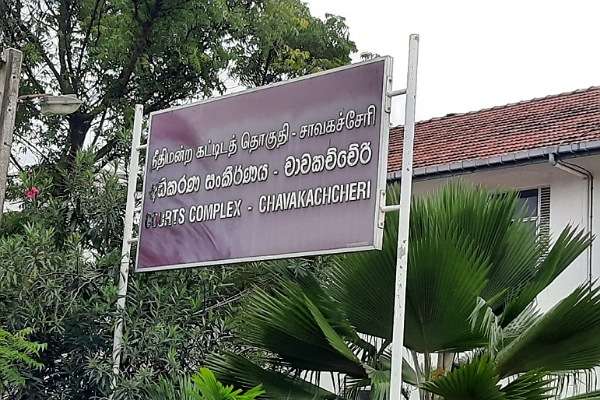 நீதிமன்ற கட்டிடத் தொகுதி - சாவகச்சேரி
අධිකරණ සංකීර්ණය - චාවකච්චේරි
COURTS COMPLEX - CHAVAKACHCHERI